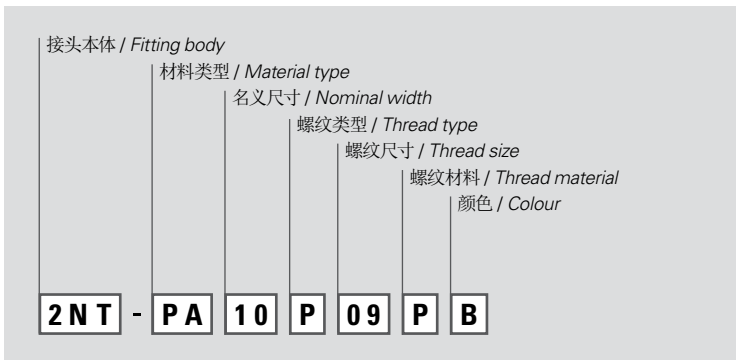 接头本体 / Fitting body
材料类型 / Material type
名义尺寸 / Nominal width
螺纹类型 / Thread type
螺纹尺寸 / Thread size
螺纹材料 / Thread material
颜色 / Colour
2NT - PA 10 P 09 P B